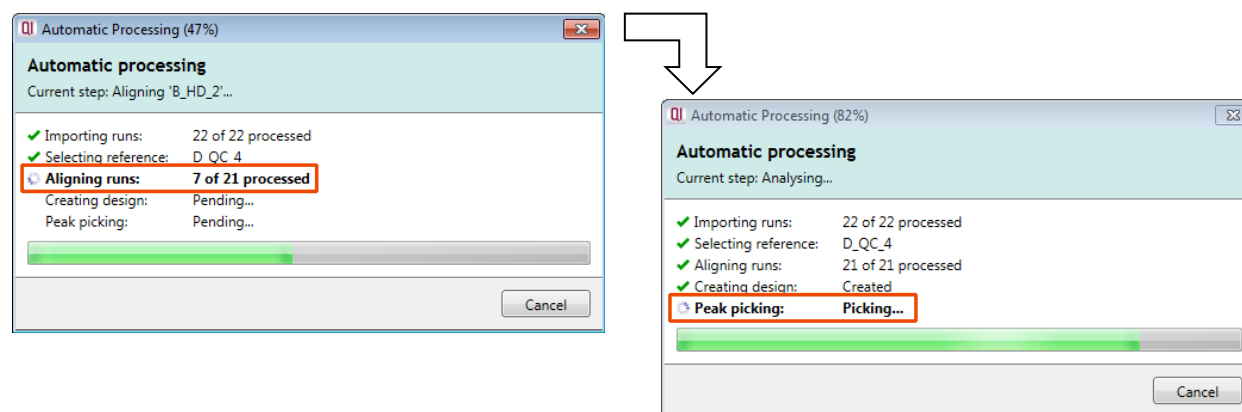 QI Automatic Processing (47%)
Automatic processing
Current step: Aligning 'B_HD_2'...
Importing runs: 22 of 22 processed
Selecting reference: D_QC_4
Aligning runs: 7 of 21 processed
Creating design: Pending...
Peak picking: Pending...
Cancel
QI Automatic Processing (82%)
Automatic processing
Current step: Analysing...
Importing runs: 22 of 22 processed
Selecting reference: D_QC_4
Aligning runs: 21 of 21 processed
Creating design: Created
Peak picking: Picking...
Cancel